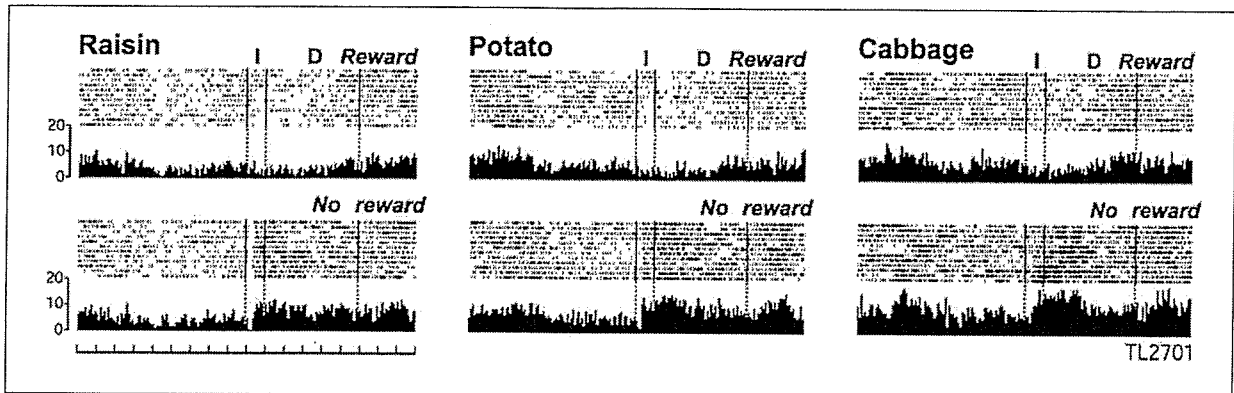 Raisin I D Reward
Potato I D Reward
Cabbage I D Reward
20
10
0
No reward
No reward
No reward
20
10
0
TL2701